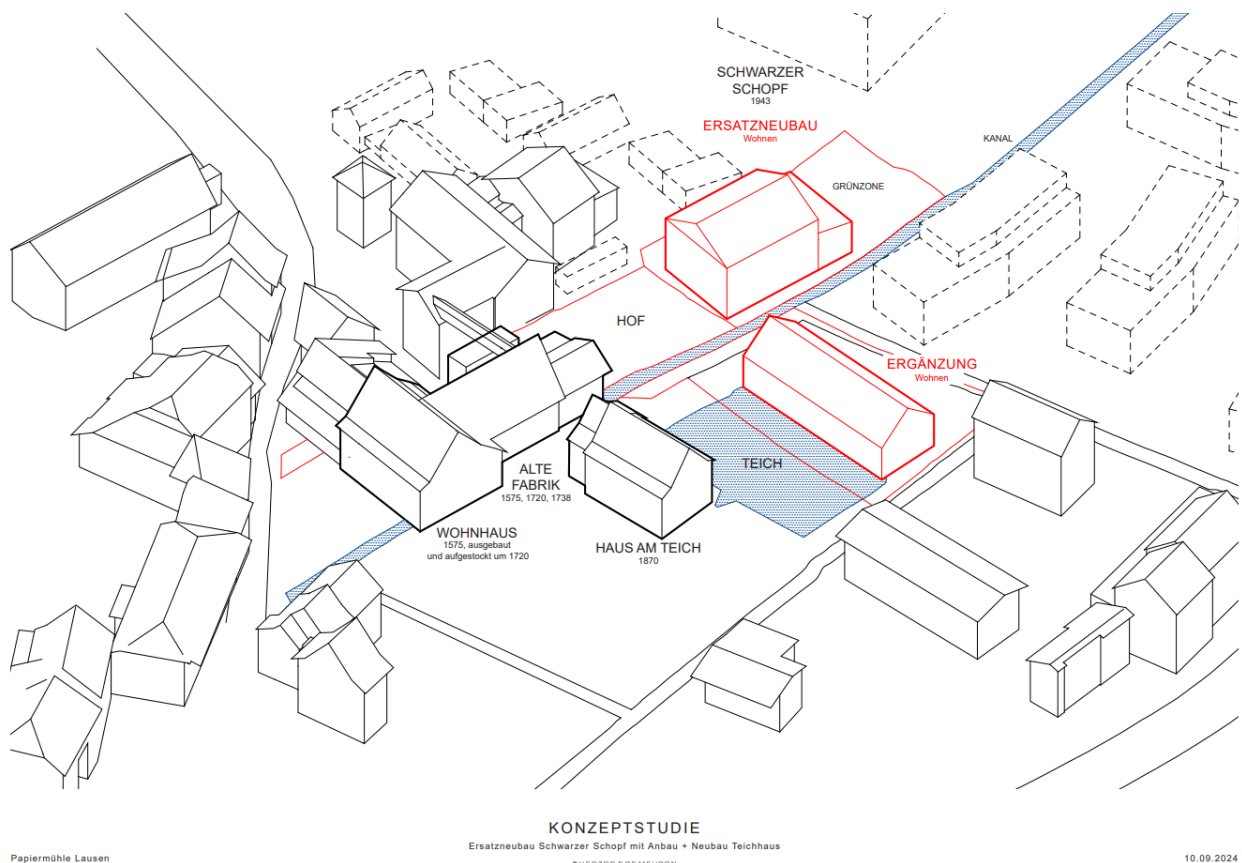 SCHWARZER
SCHOPF
1943
ERSATZNEUBAU
Wohnen
KANAL
GRÜNZONE
HOF
ERGÄNZUNG
Wohnen
TEICH
ALTE
FABRIK
1575, 1720, 1738
WOHNHAUS
1575, ausgebaut
und aufgestockt um 1720
HAUS AM TEICH
1870
KONZEPTSTUDIE
Ersatzneubau Schwarzer Schopf mit Anbau + Neubau Teichhaus
Papiermühle Lausen
10.09.2024